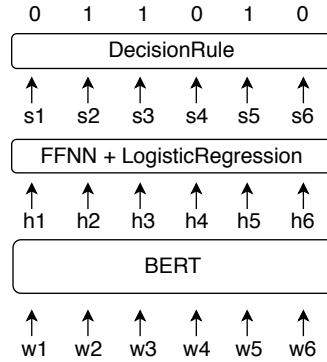 0 1 1 0 1 0
DecisionRule
s1 s2 s3 s4 s5 s6
FFNN + LogisticRegression
h1 h2 h3 h4 h5 h6
BERT
w1 w2 w3 w4 w5 w6